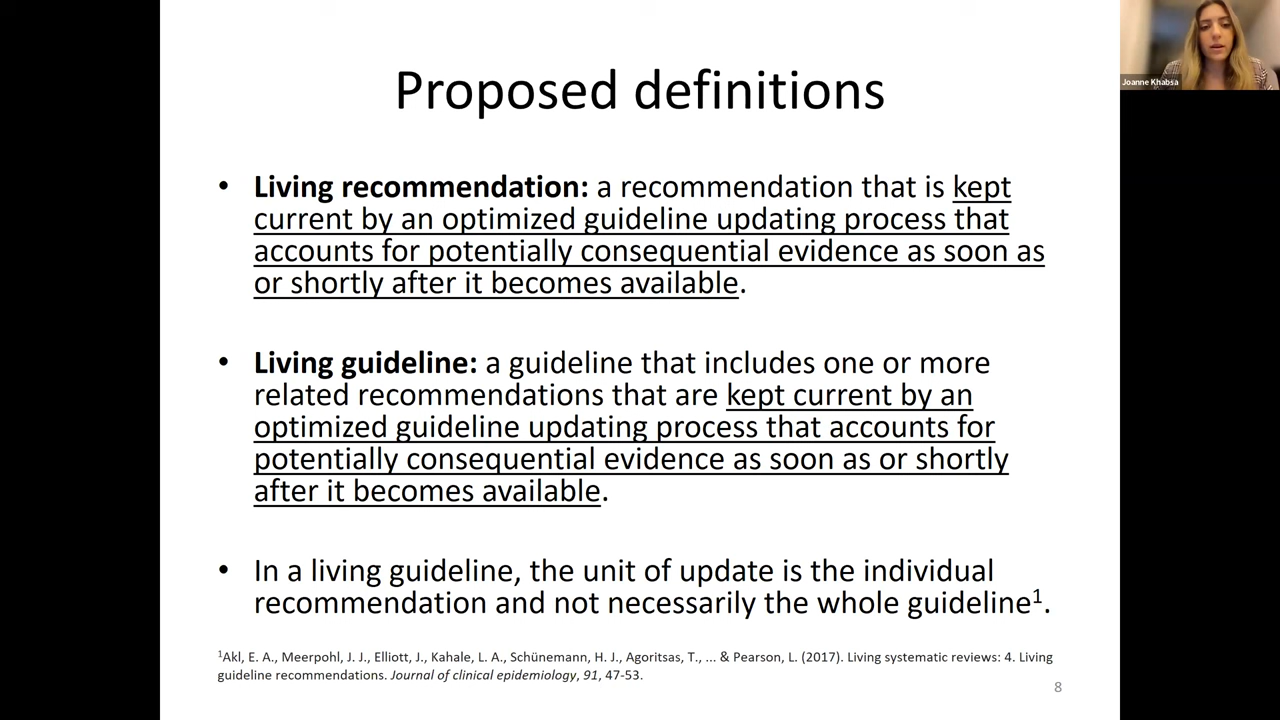 Proposed definitions
Joanne Khabsa
• Living recommendation: a recommendation that is kept
current by an optimized guideline updating process that
accounts for potentially consequential evidence as soon as
or shortly after it becomes available.
• Living guideline: a guideline that includes one or more
related recommendations that are kept current by an
optimized guideline updating process that accounts for
potentially consequential evidence as soon as or shortly
after it becomes available.
• In a living guideline, the unit of update is the individual
recommendation and not necessarily the whole guideline¹.
¹Akl, E. A., Meerpohl, J. J., Elliott, J., Kahale, L. A., Schünemann, H. J., Agoritsas, T., ... & Pearson, L. (2017). Living systematic reviews: 4. Living
guideline recommendations. Journal of clinical epidemiology, 91, 47-53.
8